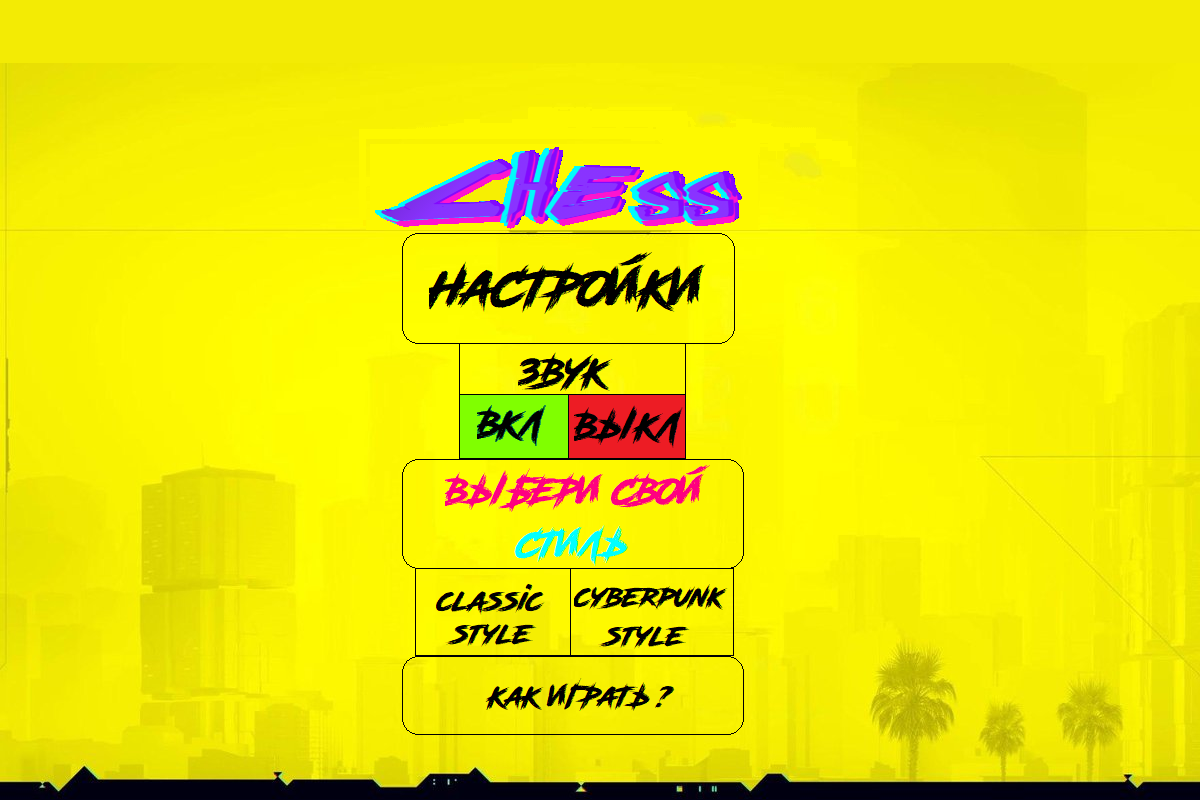 CHESS
НАСТРОЙКИ
ЗВУК
ВКЛ ВЫКЛ
ВЫБЕРИ СВОЙ
СТИЛЬ
CLASSIC CYBERPUNK
STYLE STYLE
КАК ИГРАТЬ ?